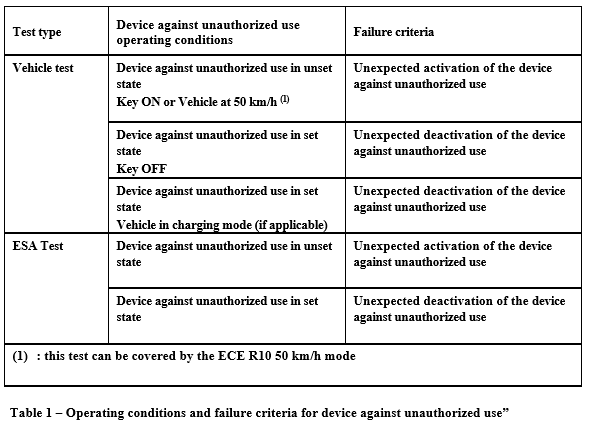 Test type
Device against unauthorized use
operating conditions
Failure criteria
Vehicle test
Device against unauthorized use in unset
state
Key ON or Vehicle at 50 km/h (1)
Unexpected activation of the device
against unauthorized use
Device against unauthorized use in set
state
Key OFF
Unexpected deactivation of the device
against unauthorized use
Device against unauthorized use in set
state
Vehicle in charging mode (if applicable)
Unexpected deactivation of the device
against unauthorized use
ESA Test
Device against unauthorized use in unset
state
Unexpected activation of the device
against unauthorized use
Device against unauthorized use in set
state
Unexpected deactivation of the device
against unauthorized use
(1) : this test can be covered by the ECE R10 50 km/h mode
Table 1 – Operating conditions and failure criteria for device against unauthorized use”